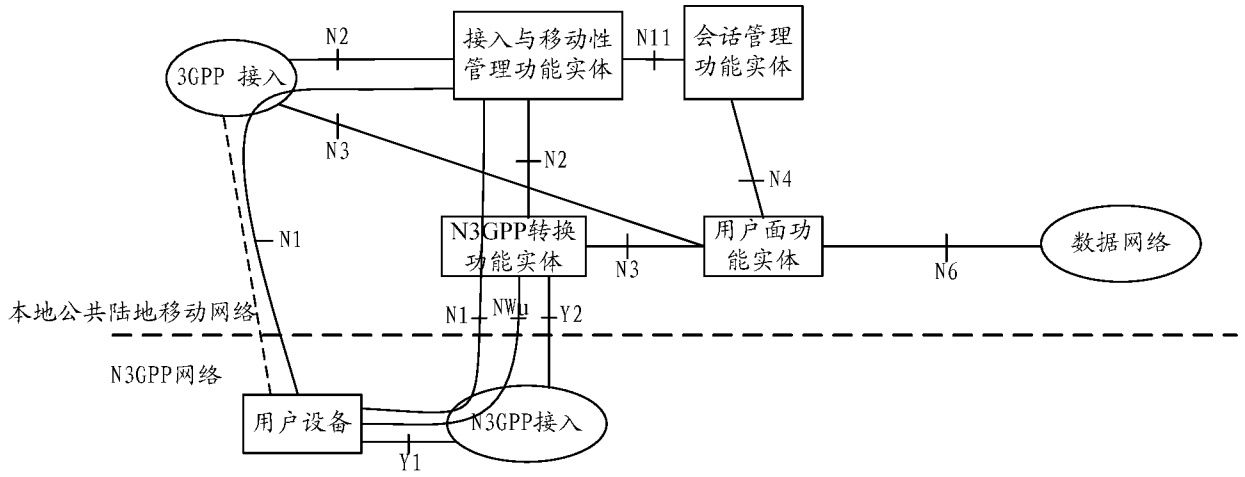 N2
接入与移动性
管理功能实体
N11
会话管理
功能实体
3GPP 接入
N3
N2
N4
N1
N3GPP转换
功能实体
N3
用户面功
能实体
N6
数据网络
本地公共陆地移动网络
N1
NWu
Y2
N3GPP网络
用户设备
N3GPP接入
Y1